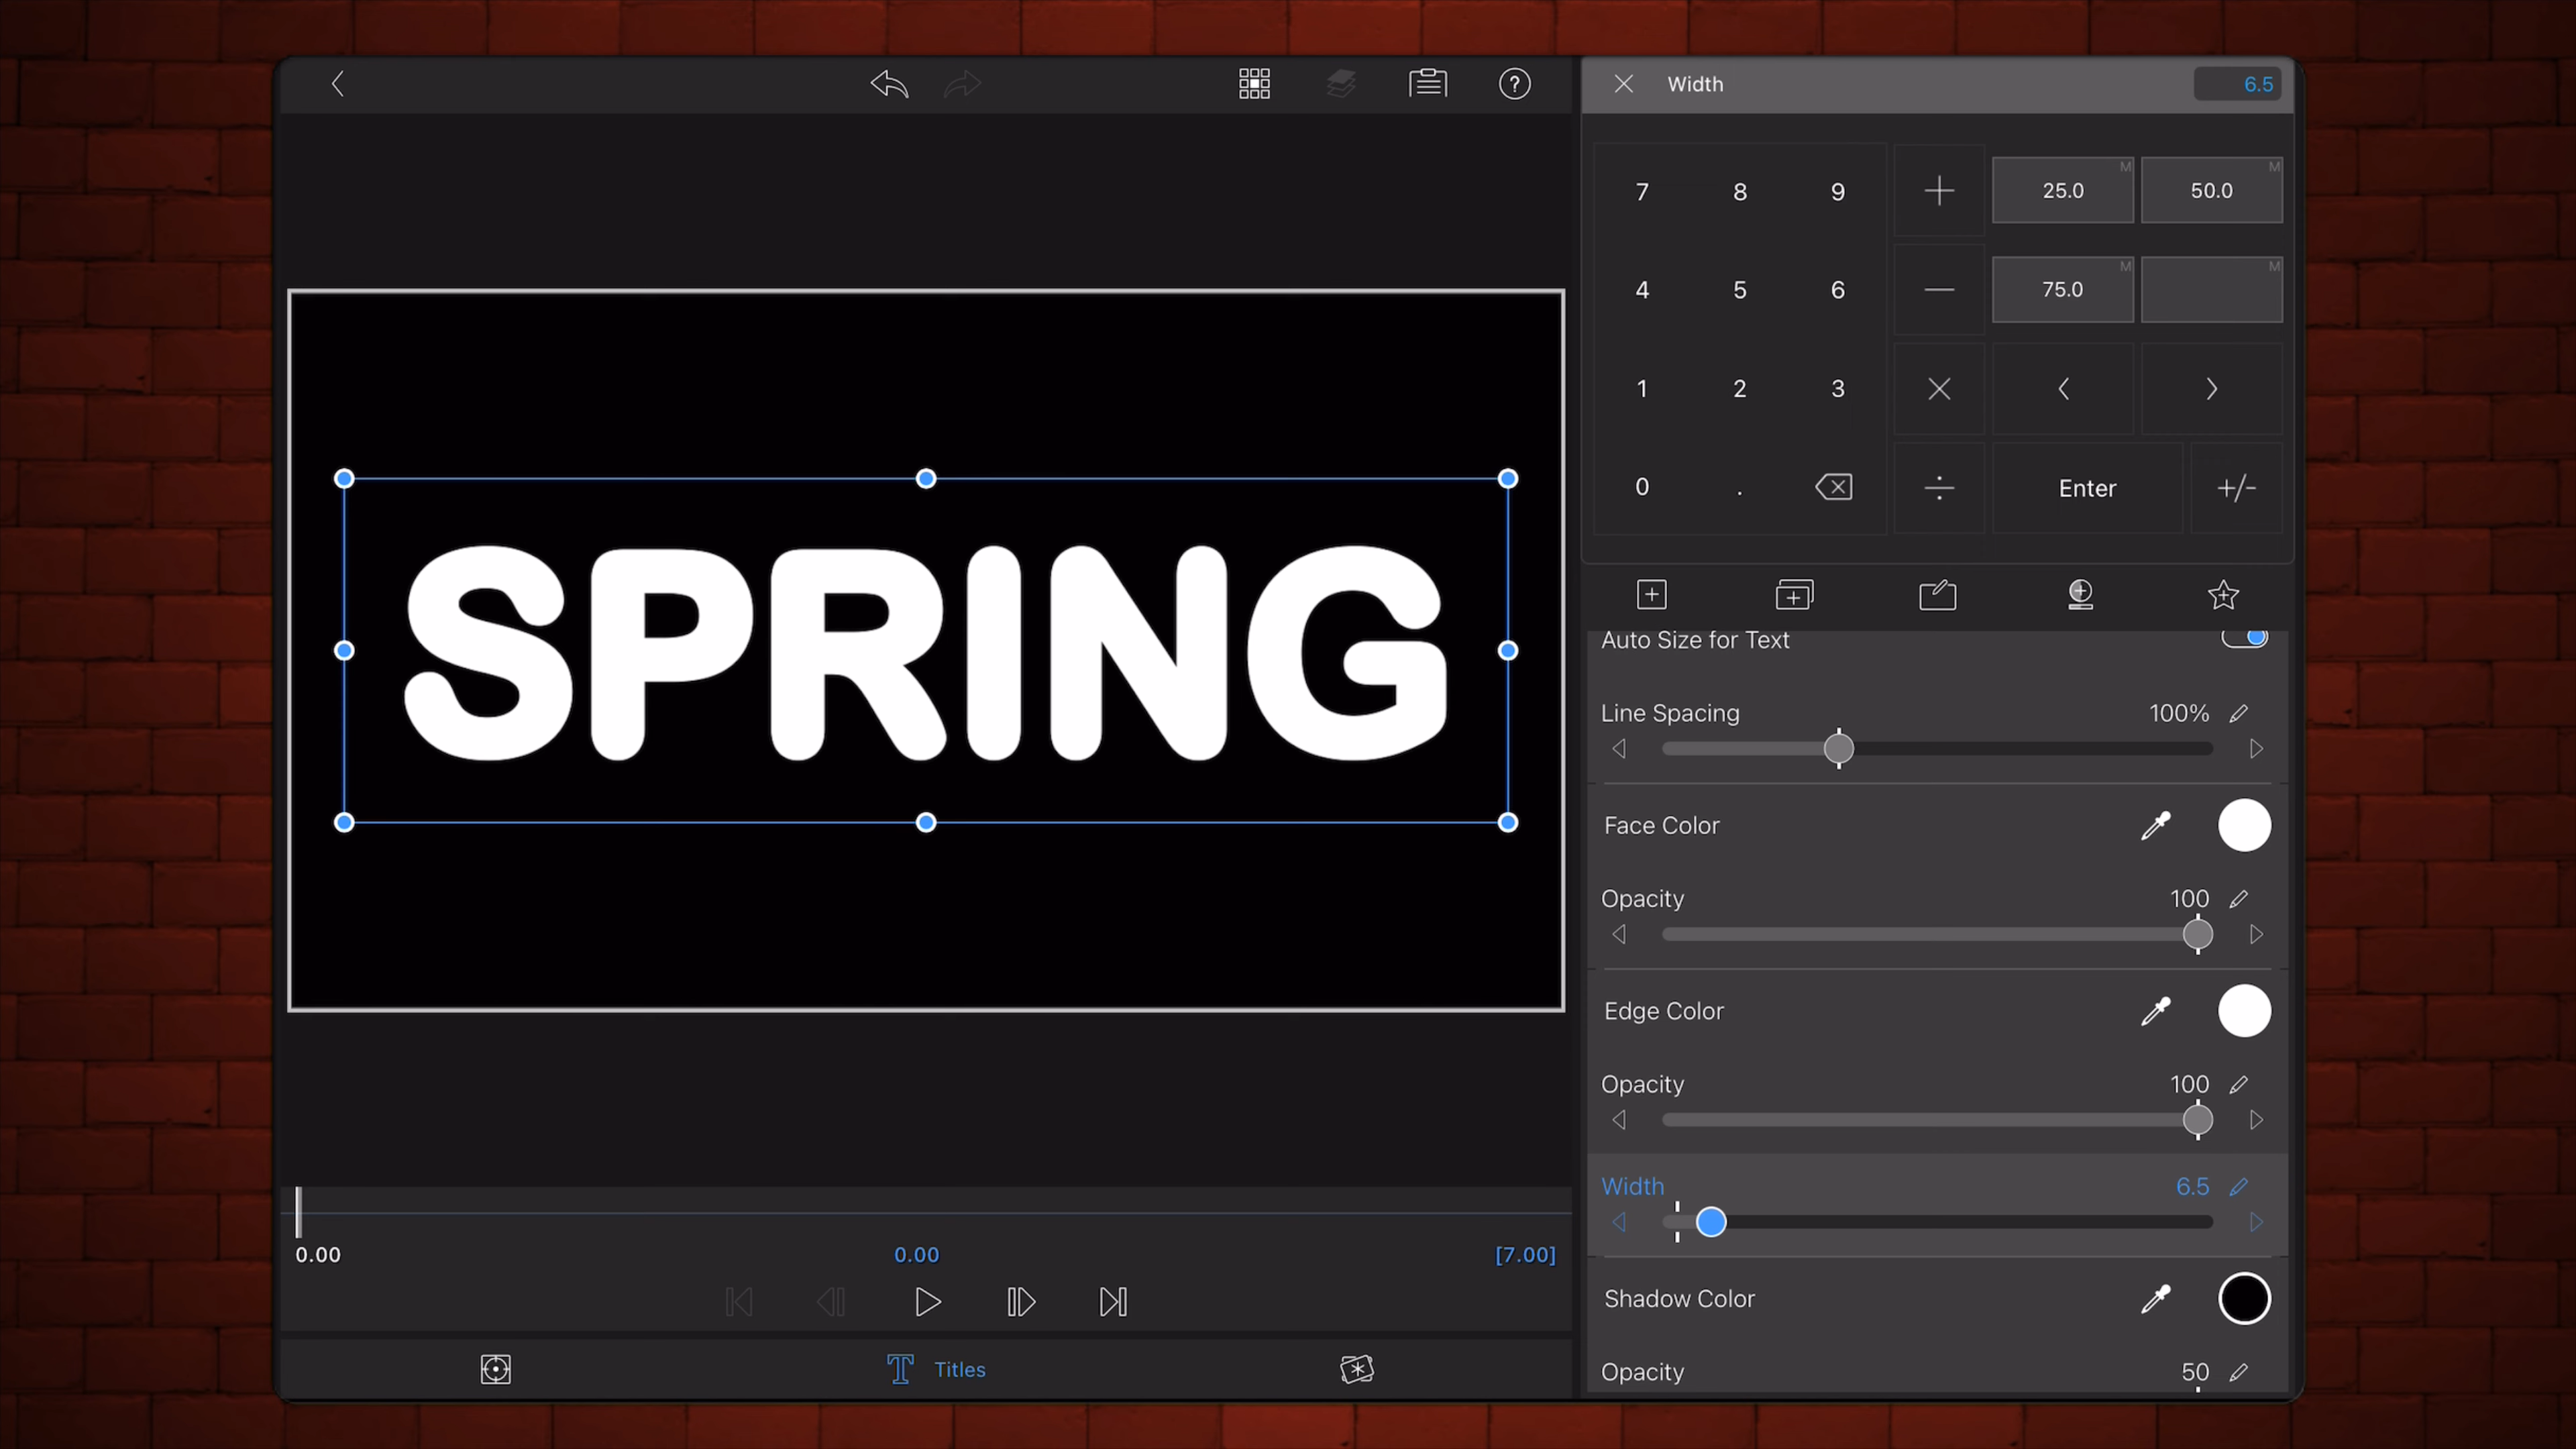 Width 6.5
7 8 9 25.0 M 50.0 M
4 5 6 75.0 M M
1 2 3
0 . Enter +/-
Auto Size for Text
Line Spacing 100%
Face Color
Opacity 100
Edge Color
Opacity 100
Width 6.5
Shadow Color
Opacity 50
SPRING
0.00 0.00 [7.00]
Titles